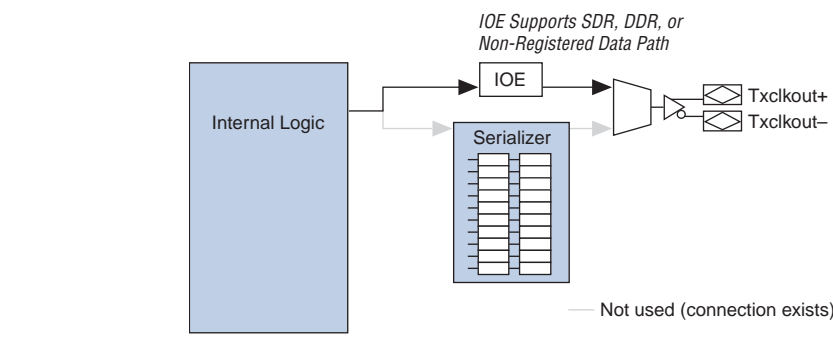 IOE Supports SDR, DDR, or
Non-Registered Data Path
IOE
Internal Logic
Txclkout+
Txclkout–
Serializer
Not used (connection exists)